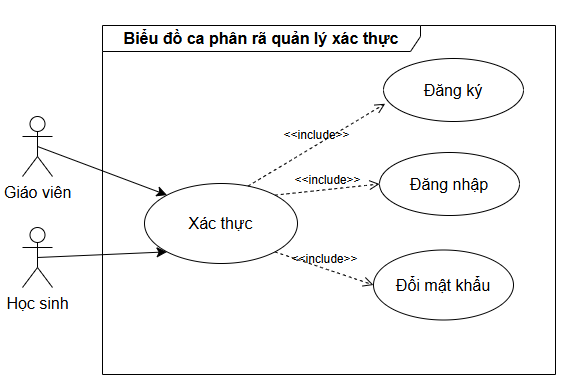 Biểu đồ ca phân rã quản lý xác thực
Đăng ký
<<include>>
Giáo viên
<<include>>
Đăng nhập
Xác thực
<<include>>
Đổi mật khẩu
Học sinh